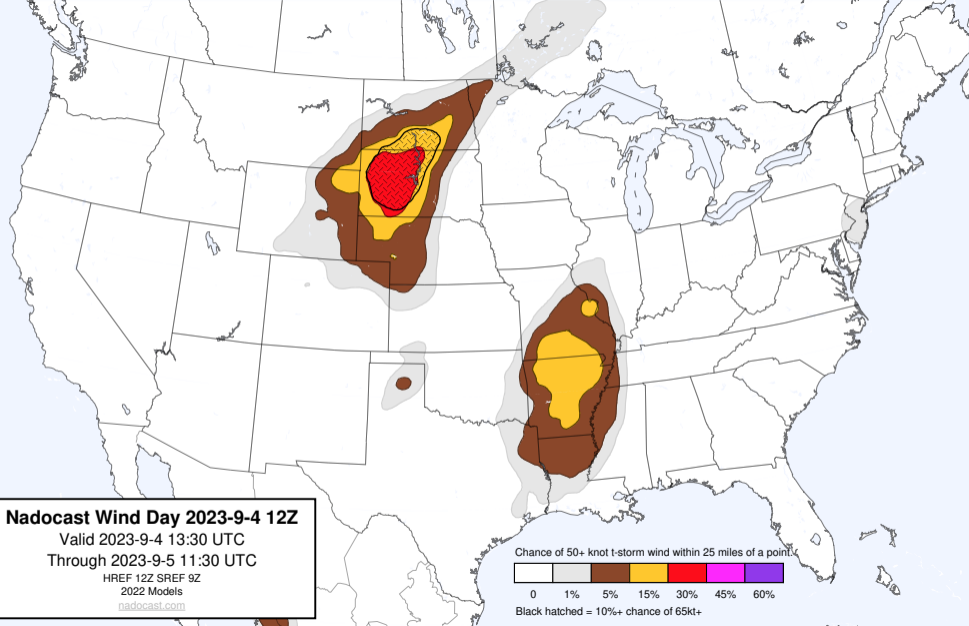 Nadocast Wind Day 2023-9-4 12Z
Valid 2023-9-4 13:30 UTC
Through 2023-9-5 11:30 UTC
HREF 12Z SREF 9Z
2022 Models
nadocast.com
Chance of 50+ knot t-storm wind within 25 miles of a point.
0 1% 5% 15% 30% 45% 60%
Black hatched = 10%+ chance of 65kt+